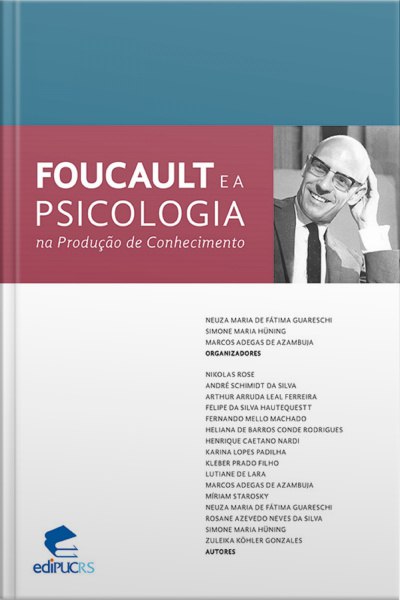 FOUCAULT E A
PSICOLOGIA
na Produção de Conhecimento
NEUZA MARIA DE FÁTIMA GUARESCHI
SIMONE MARIA HÜNING
MARCOS ADEGAS DE AZAMBUJA
ORGANIZADORES
NIKOLAS ROSE
ANDRÉ SCHIMIDT DA SILVA
ARTHUR ARRUDA LEAL FERREIRA
FELIPE DA SILVA HAUTEQUESTT
FERNANDO MELLO MACHADO
HELIANA DE BARROS CONDE RODRIGUES
HENRIQUE CAETANO NARDI
KARINA LOPES PADILHA
KLEBER PRADO FILHO
LUTIANE DE LARA
MARCOS ADEGAS DE AZAMBUJA
MÍRIAM STAROSKY
NEUZA MARIA DE FÁTIMA GUARESCHI
ROSANE AZEVEDO NEVES DA SILVA
SIMONE MARIA HÜNING
ZULEIKA KÖHLER GONZALES
AUTORES
ediPUCRS